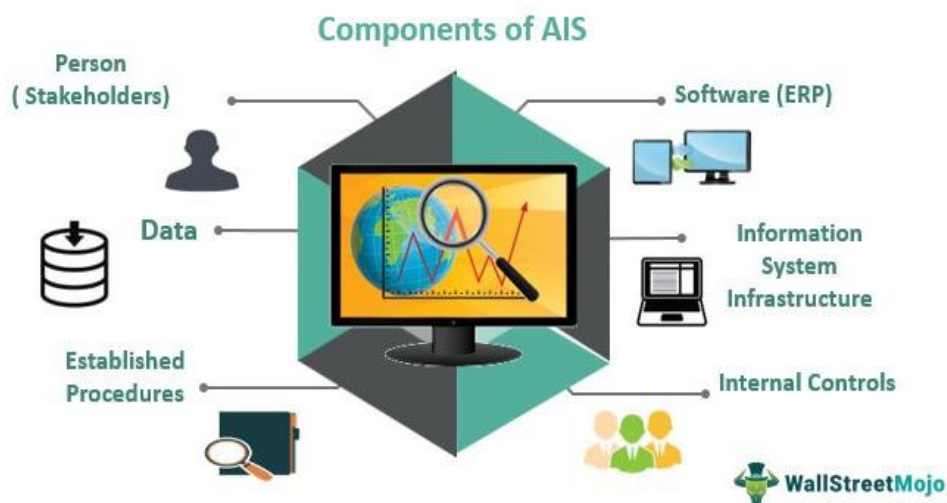 Components of AIS
Person
( Stakeholders)
Software (ERP)
Data
Information
System
Infrastructure
Established
Procedures
Internal Controls
WallStreetMojo